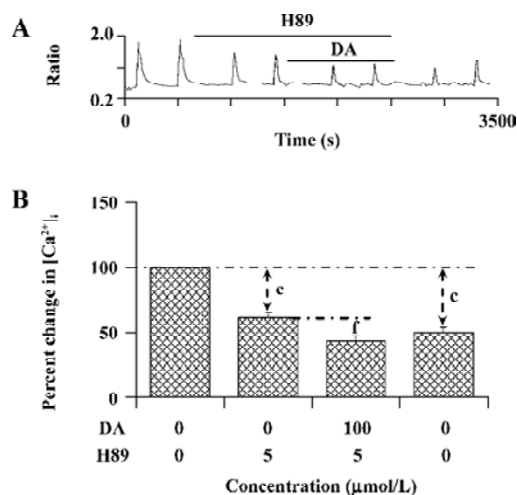 A
H89
2.0
DA
Ratio
0.2
0
3500
Time (s)
B
150
100
50
0
Percent change in [Ca²⁺]ᵢ
c
f
c
DA 0 0 100 0
H89 0 5 5 0
Concentration (μmol/L)